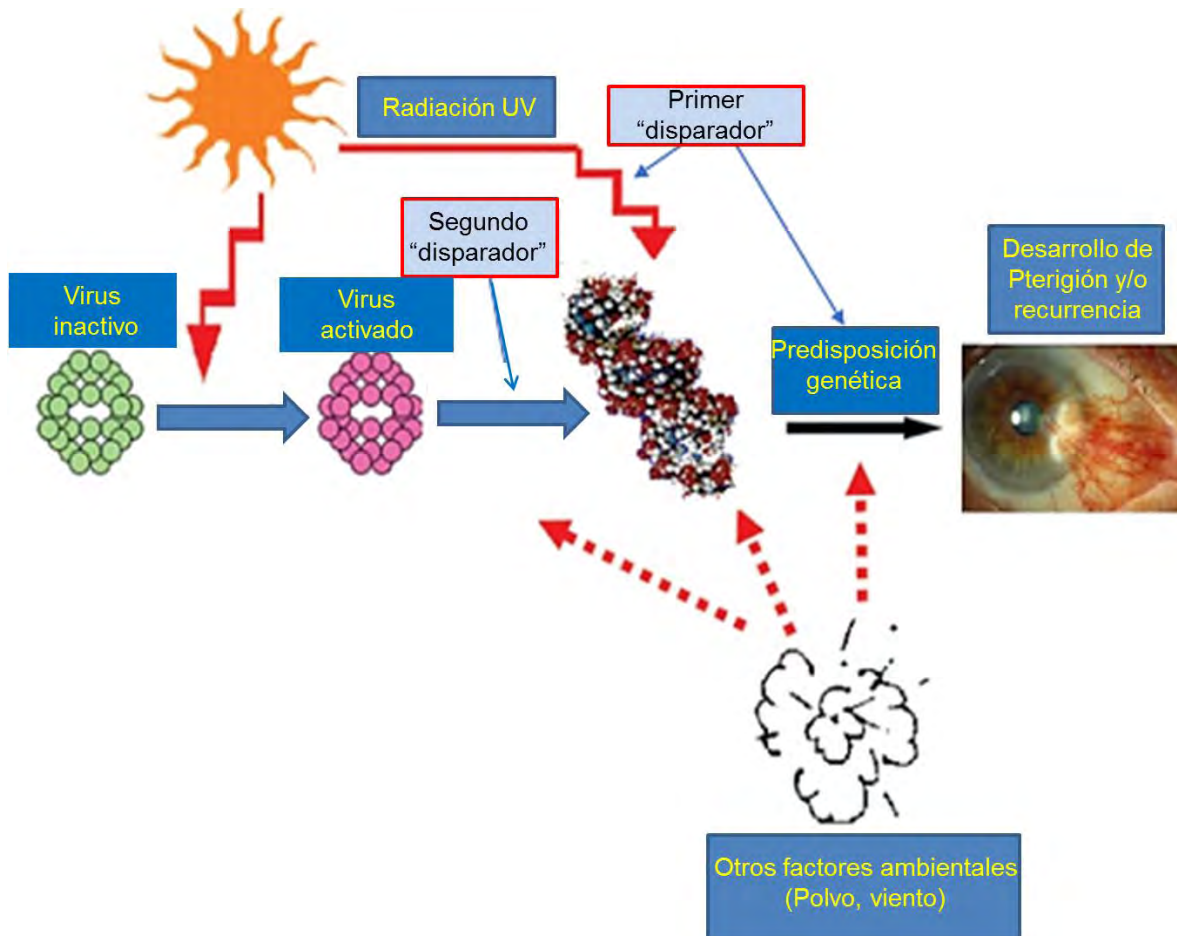 Radiación UV
Primer
“disparador”
Segundo
“disparador”
Desarrollo de
Pterigión y/o
recurrencia
Virus
inactivo
Virus
activado
Predisposición
genética
Otros factores ambientales
(Polvo, viento)